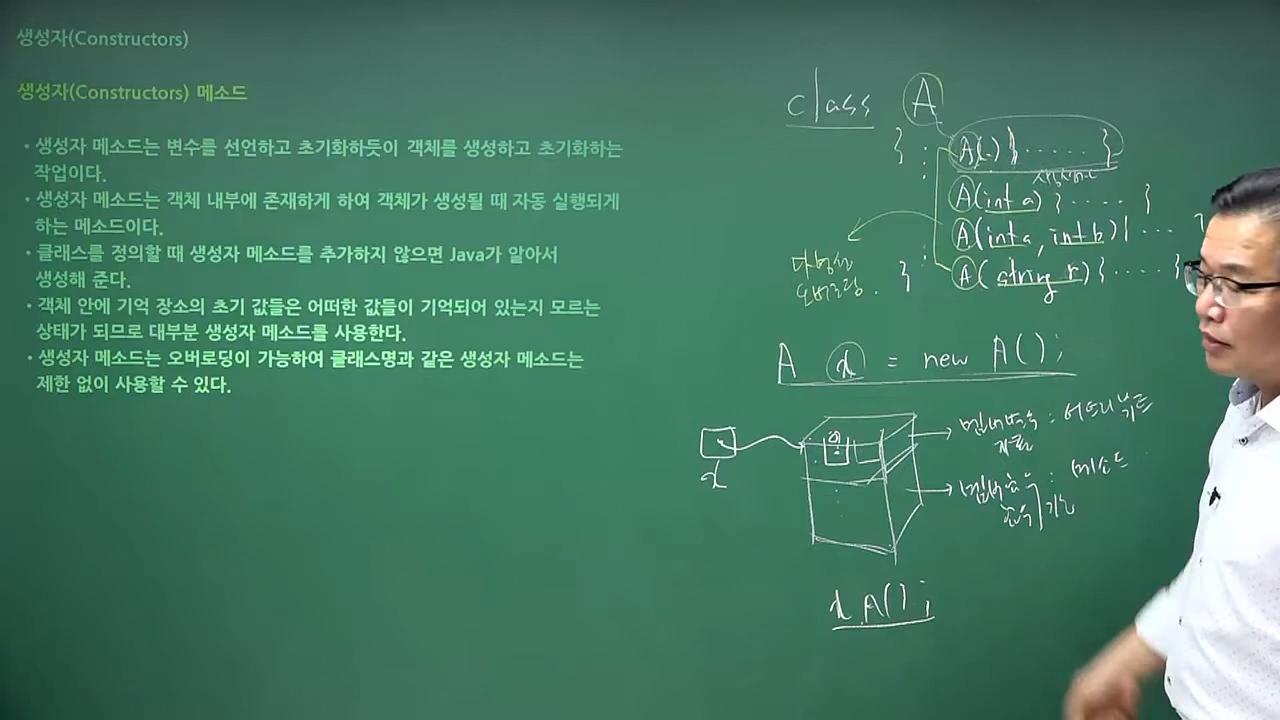 생성자(Constructors)
생성자(Constructors) 메소드
• 생성자 메소드는 변수를 선언하고 초기화하듯이 객체를 생성하고 초기화하는
작업이다.
• 생성자 메소드는 객체 내부에 존재하게 하여 객체가 생성될 때 자동 실행되게
하는 메소드이다.
• 클래스를 정의할 때 생성자 메소드를 추가하지 않으면 Java가 알아서
생성해 준다.
• 객체 안에 기억 장소의 초기 값들은 어떠한 값들이 기억되어 있는지 모르는
상태가 되므로 대부분 생성자 메소드를 사용한다.
• 생성자 메소드는 오버로딩이 가능하여 클래스명과 같은 생성자 메소드는
제한 없이 사용할 수 있다.
class A
} : A(.) { ...... }
A(int a) } ..... }
A(int a, int b) { ... }
} A(string r) { .... }
다형성
오버로딩.
A x = new A();
멤버변수 :
x
: 메소드
x.A();